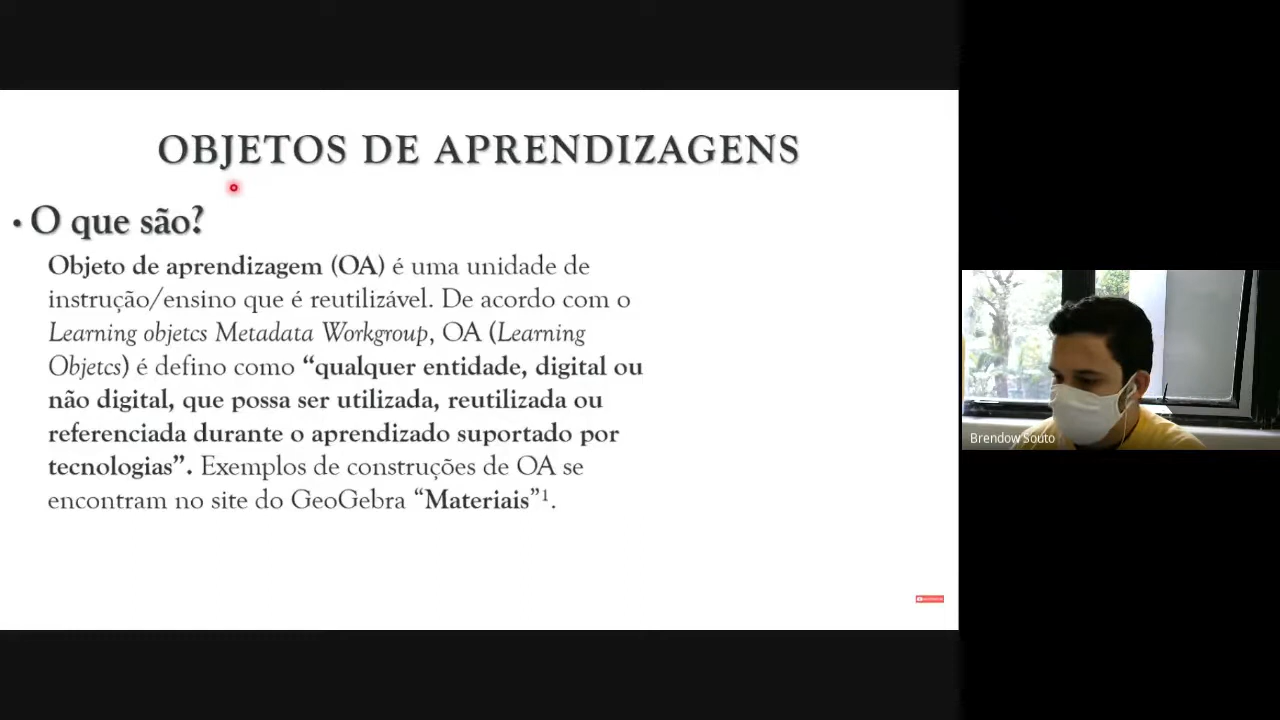 OBJETOS DE APRENDIZAGENS
• O que são?
Objeto de aprendizagem (OA) é uma unidade de
instrução/ensino que é reutilizável. De acordo com o
Learning objetcs Metadata Workgroup, OA (Learning
Objetcs) é defino como “qualquer entidade, digital ou
não digital, que possa ser utilizada, reutilizada ou
referenciada durante o aprendizado suportado por
tecnologias”. Exemplos de construções de OA se
encontram no site do GeoGebra “Materiais”¹.
Brendow Souto